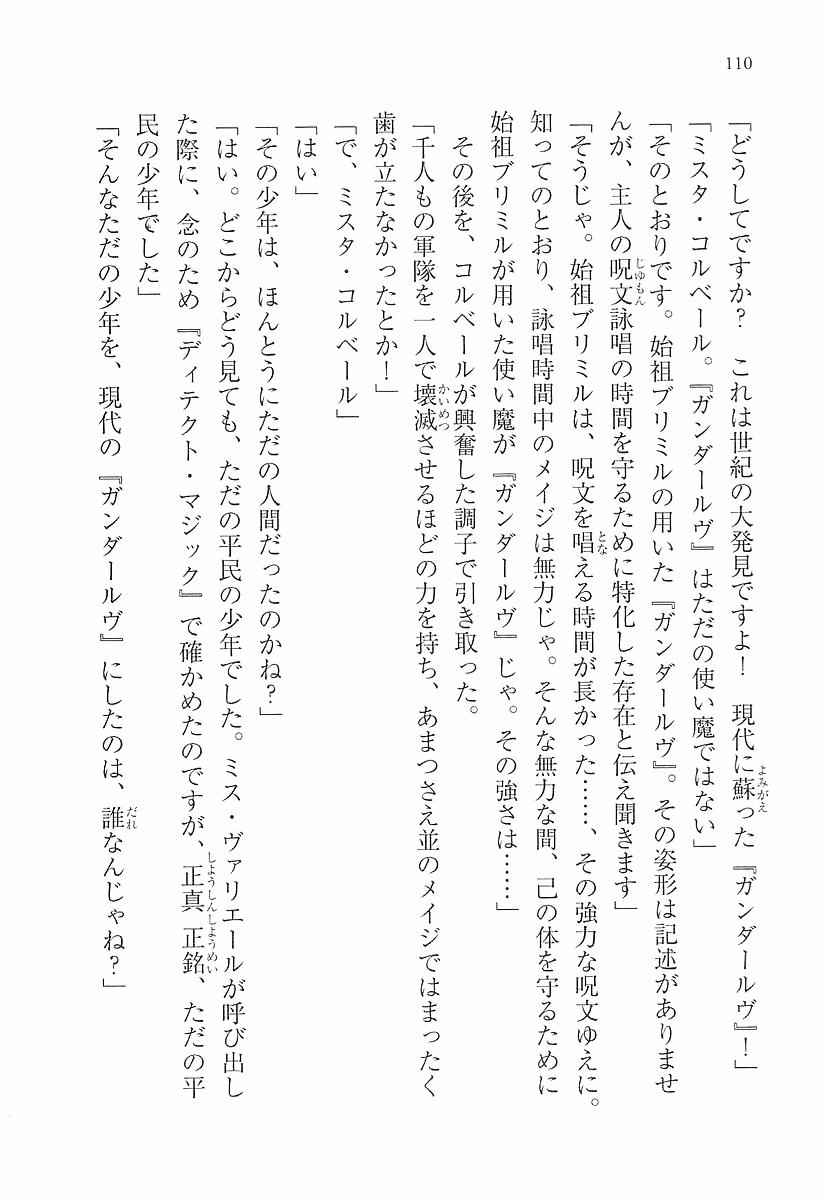 110
「どうしてですか？　これは世紀の大発見ですよ！　現代に蘇った『ガンダールヴ』！」
「ミスタ・コルベール。『ガンダールヴ』はただの使い魔ではない」
「そのとおりです。始祖ブリミルの用いた『ガンダールヴ』。その姿形は記述がありませ
んが、主人の呪文詠唱の時間を守るために特化した存在と伝え聞きます」
「そうじゃ。始祖ブリミルは、呪文を唱える時間が長かった……、その強力な呪文ゆえに。
知ってのとおり、詠唱時間中のメイジは無力じゃ。そんな無力な間、己の体を守るために
始祖ブリミルが用いた使い魔が『ガンダールヴ』じゃ。その強さは……」
　その後を、コルベールが興奮した調子で引き取った。
「千人もの軍隊を一人で壊滅させるほどの力を持ち、あまつさえ並のメイジではまったく
歯が立たなかったとか！」
「で、ミスタ・コルベール」
「はい」
「その少年は、ほんとうにただの人間だったのかね？」
「はい。どこからどう見ても、ただの平民の少年でした。ミス・ヴァリエールが呼び出し
た際に、念のため『ディテクト・マジック』で確かめたのですが、正真正銘、ただの平
民の少年でした」
「そんなただの少年を、現代の『ガンダールヴ』にしたのは、誰なんじゃね？」